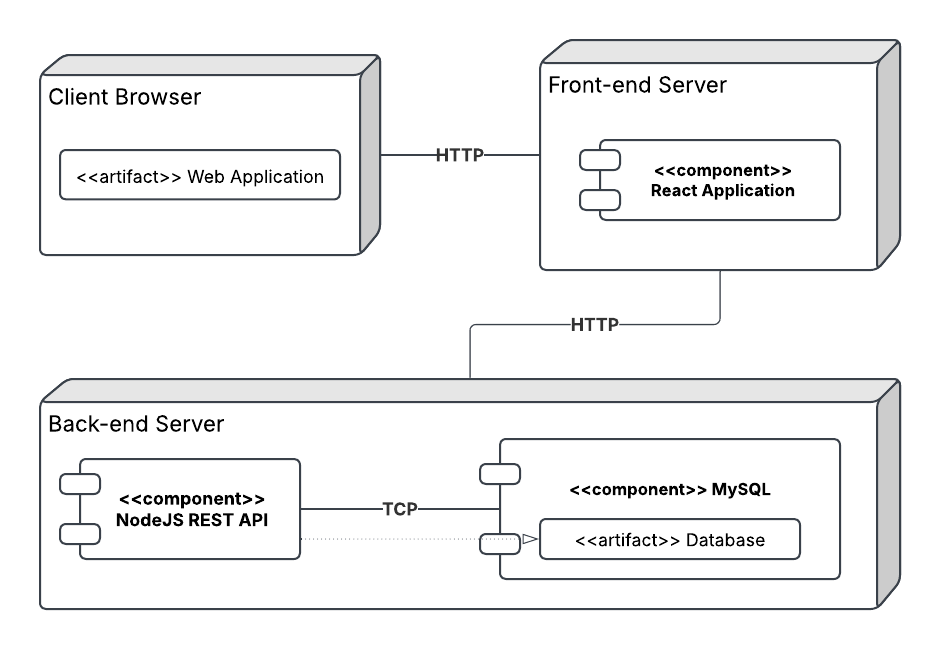 Client Browser
<<artifact>> Web Application
HTTP
Front-end Server
<<component>>
React Application
HTTP
Back-end Server
<<component>>
NodeJS REST API
TCP
<<component>> MySQL
<<artifact>> Database